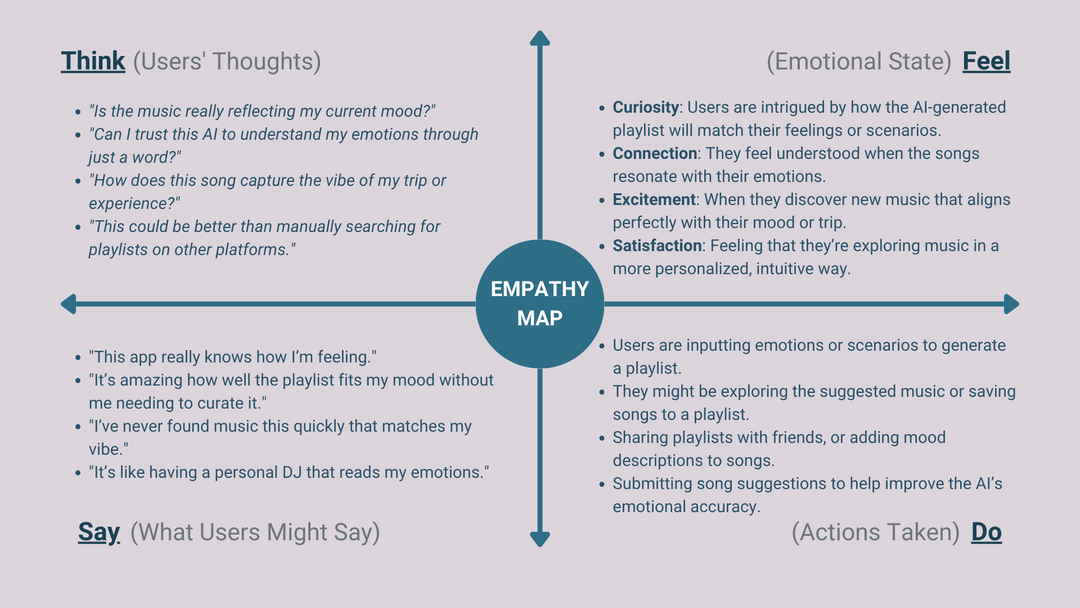 Think (Users' Thoughts)
• "Is the music really reflecting my current mood?"
• "Can I trust this AI to understand my emotions through
just a word?"
• "How does this song capture the vibe of my trip or
experience?"
• "This could be better than manually searching for
playlists on other platforms."
(Emotional State) Feel
• Curiosity: Users are intrigued by how the AI-generated
playlist will match their feelings or scenarios.
• Connection: They feel understood when the songs
resonate with their emotions.
• Excitement: When they discover new music that aligns
perfectly with their mood or trip.
• Satisfaction: Feeling that they’re exploring music in a
more personalized, intuitive way.
EMPATHY
MAP
• "This app really knows how I’m feeling."
• "It’s amazing how well the playlist fits my mood without
me needing to curate it."
• "I’ve never found music this quickly that matches my
vibe."
• "It’s like having a personal DJ that reads my emotions."
Say (What Users Might Say)
• Users are inputting emotions or scenarios to generate
a playlist.
• They might be exploring the suggested music or saving
songs to a playlist.
• Sharing playlists with friends, or adding mood
descriptions to songs.
• Submitting song suggestions to help improve the AI’s
emotional accuracy.
(Actions Taken) Do